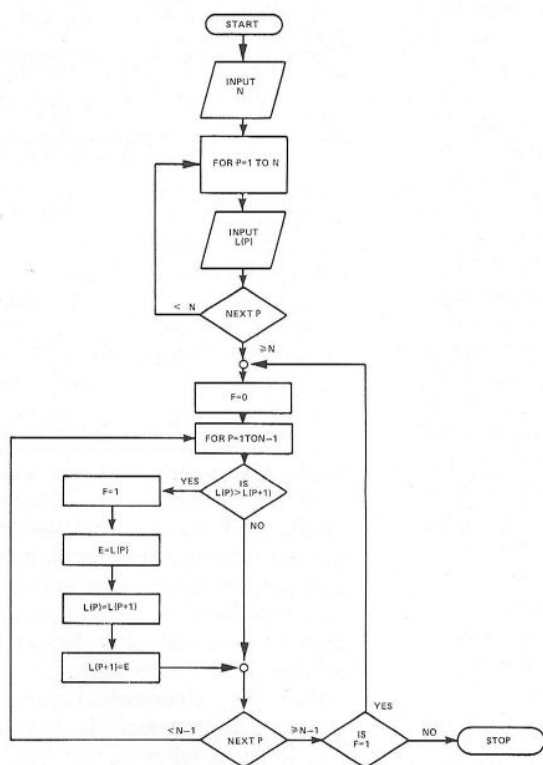 START
INPUT
N
FOR P=1 TO N
INPUT
L(P)
NEXT P
< N
⩾N
F=0
FOR P=1TON−1
IS
L(P)>L(P+1)
YES
NO
F=1
E=L(P)
L(P)=L(P+1)
L(P+1)=E
NEXT P
<N−1
⩾N−1
IS
F=1
YES
NO
STOP